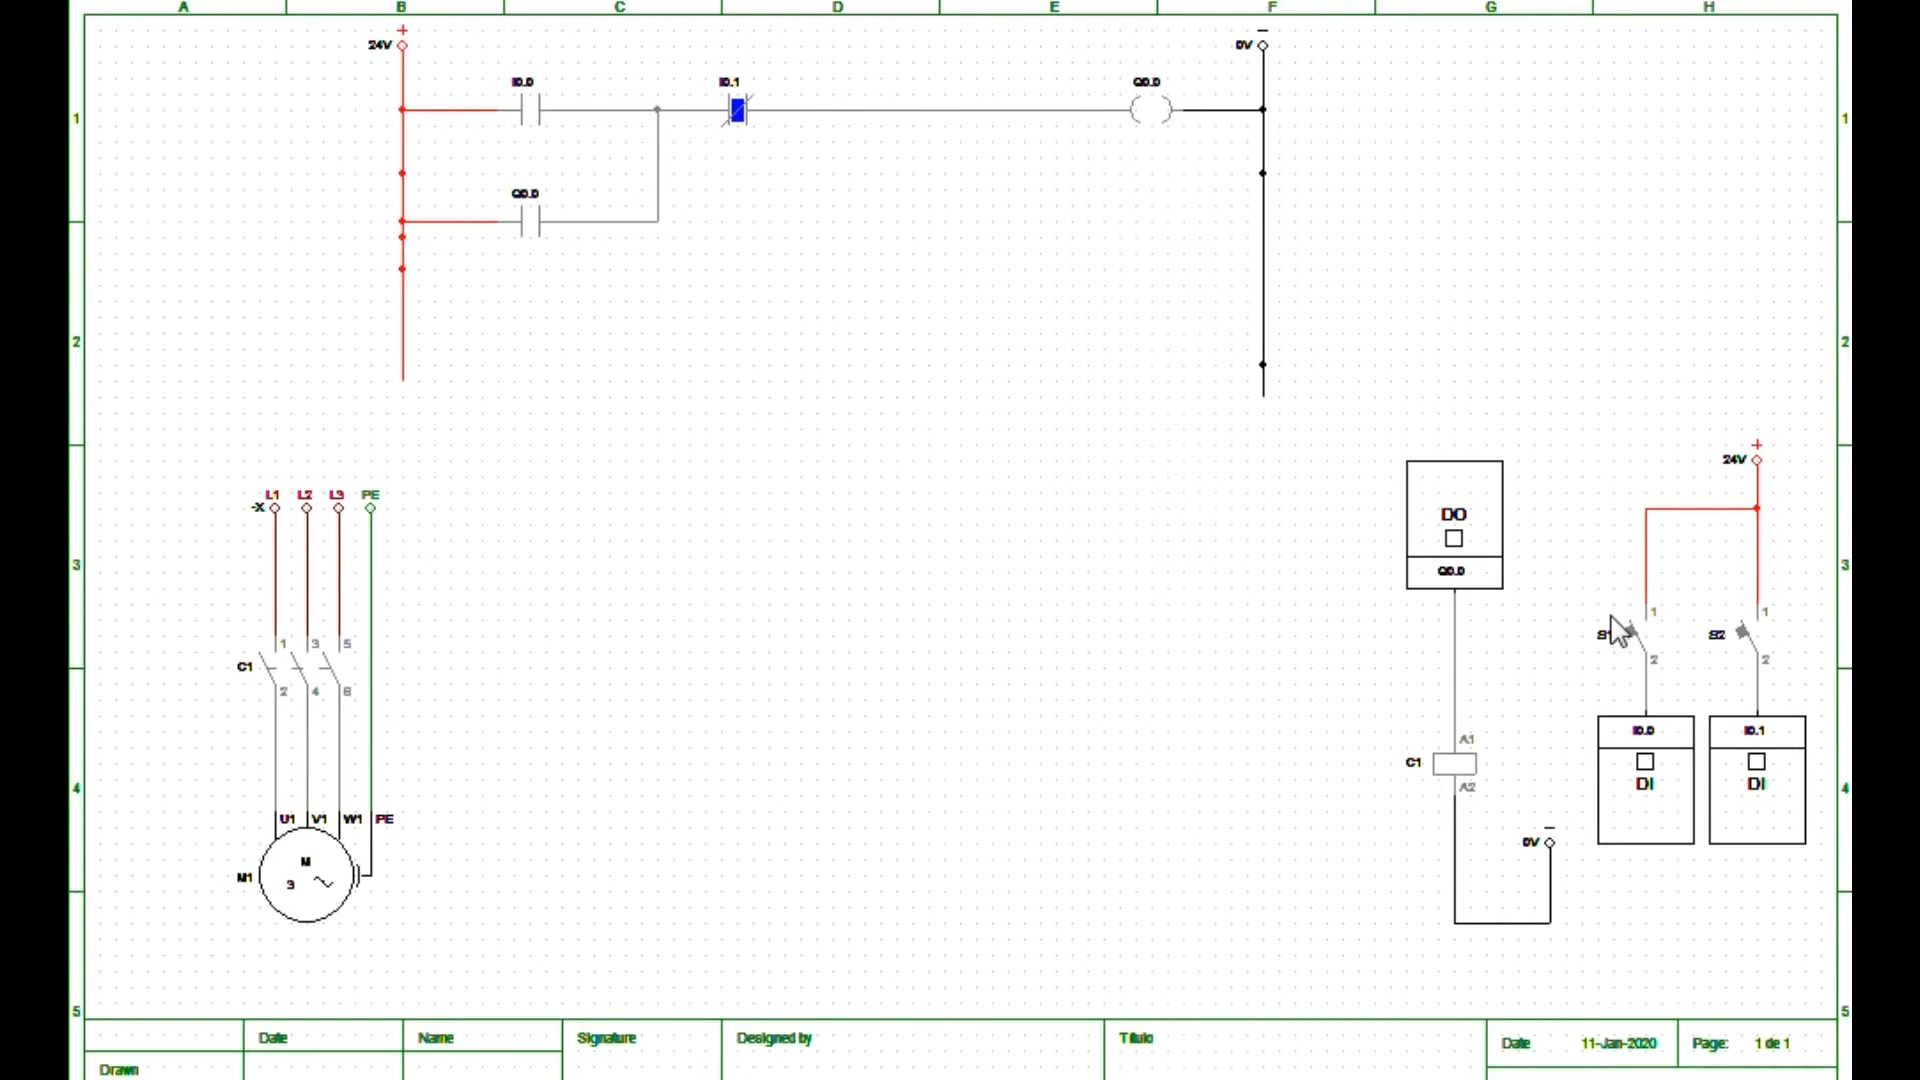 A B C D E F G H
+ −
24V 0V
I0.0 I0.1 Q0.0
1 1
Q0.0
2 2
+
24V
L1 L2 L3 PE
-X
DO
3 3
Q0.0
1 1
S1 S2
2 2
1 3 5
C1
2 4 6
I0.0 I0.1
A1
C1
DI DI
A2
4 4
U1 V1 W1 PE
−
0V
M
3
M1
5 5
Date Name Signature Designed by Título Date 11-Jan-2020 Page: 1 de 1
Drawn